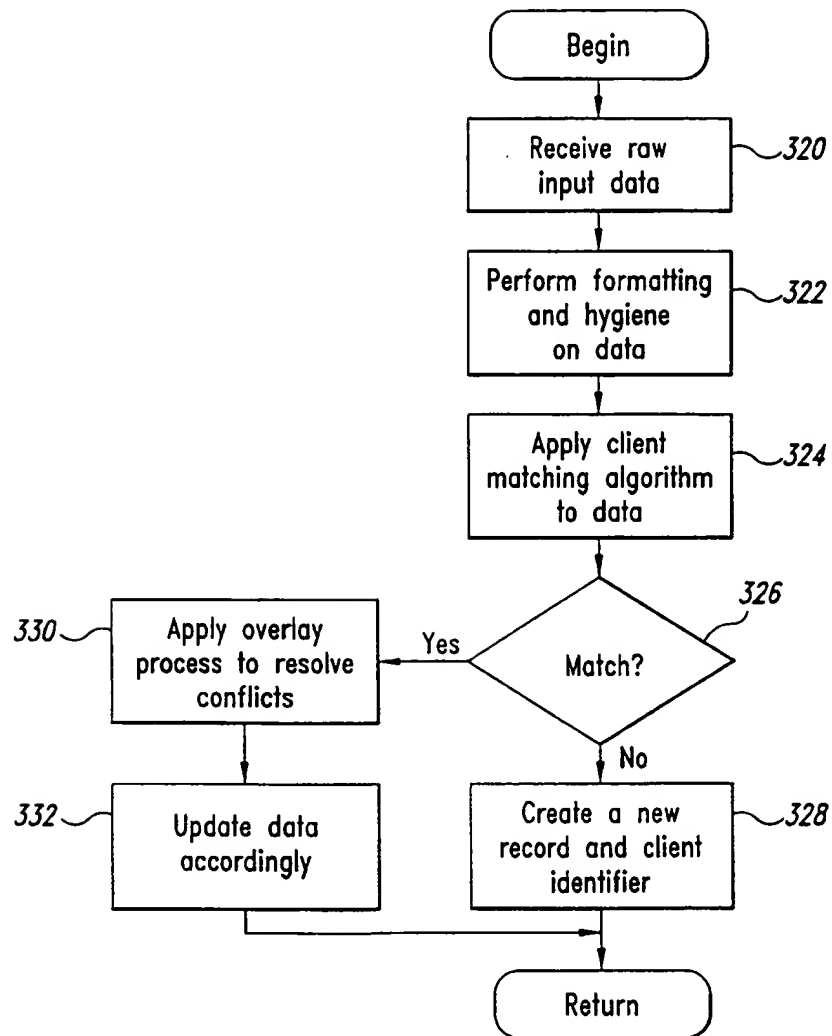 Begin
Receive raw
input data
320
Perform formatting
and hygiene
on data
322
Apply client
matching algorithm
to data
324
Match?
326
Yes
No
330
Apply overlay
process to resolve
conflicts
332
Update data
accordingly
Create a new
record and client
identifier
328
Return